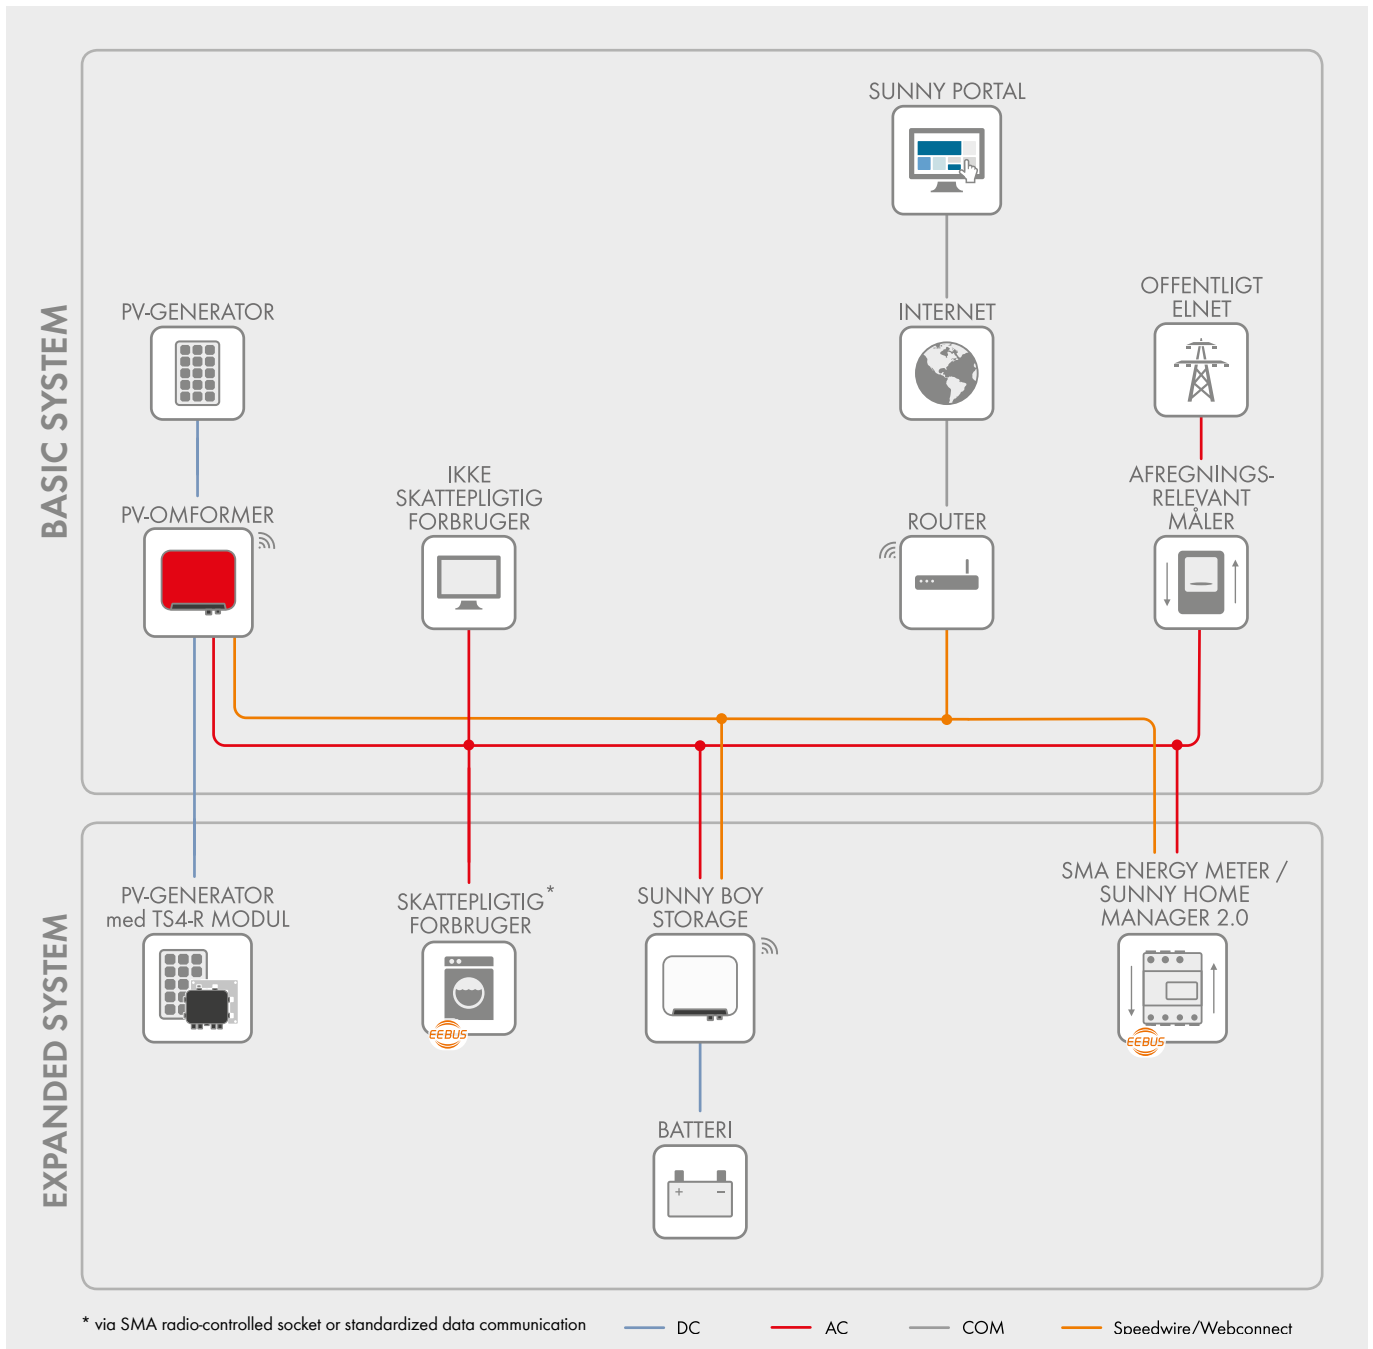 SUNNY PORTAL
BASIC SYSTEM
PV-GENERATOR
INTERNET
OFFENTLIGT
ELNET
PV-OMFORMER
IKKE
SKATTEPLIGTIG
FORBRUGER
ROUTER
AFREGNINGS-
RELEVANT
MÅLER
EXPANDED SYSTEM
PV-GENERATOR
med TS4-R MODUL
SKATTEPLIGTIG*
FORBRUGER
EEBUS
SUNNY BOY
STORAGE
SMA ENERGY METER /
SUNNY HOME
MANAGER 2.0
EEBUS
BATTERI
+ −
* via SMA radio-controlled socket or standardized data communication
DC
AC
COM
Speedwire/Webconnect